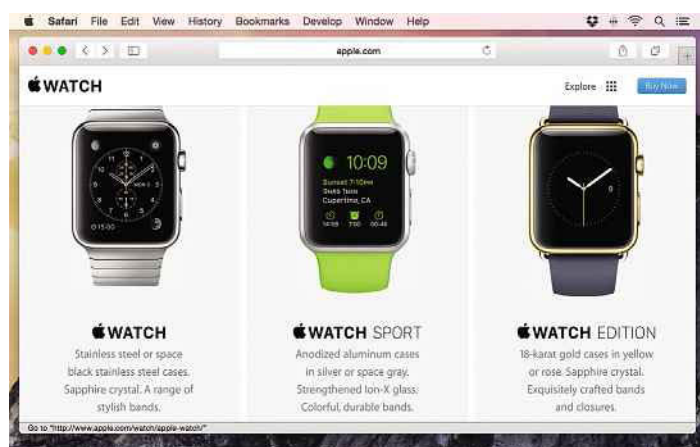 Safari File Edit View History Bookmarks Develop Window Help
apple.com
WATCH
Explore
Buy Now
10:09
Sunset 7:10PM
Cupertino, CA
WATCH
Stainless steel or space
black stainless steel cases.
Sapphire crystal. A range of
stylish bands.
WATCH SPORT
Anodized aluminum cases
in silver or space gray.
Strengthened Ion-X glass.
Colorful, durable bands.
WATCH EDITION
18-karat gold cases in yellow
or rose. Sapphire crystal.
Exquisitely crafted bands
and closures.
Go to "http://www.apple.com/watch/apple-watch/"